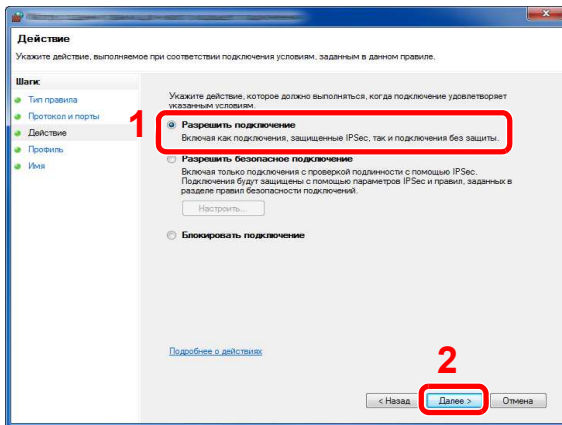 Действие
Укажите действие, выполняемое при соответствии подключения условиям, заданным в данном правиле.
Шаги:
Тип правила
Протокол и порты
Действие
Профиль
Имя
Укажите действие, которое должно выполняться, когда подключение удовлетворяет
указанным условиям.
1
Разрешить подключение
Включая как подключения, защищенные IPSec, так и подключения без защиты.
Разрешить безопасное подключение
Включая только подключения с проверкой подлинности с помощью IPSec.
Подключения будут защищены с помощью параметров IPSec и правил, заданных в
разделе правил безопасности подключений.
Настроить...
Блокировать подключение
Подробнее о действиях
2
< Назад
Далее >
Отмена